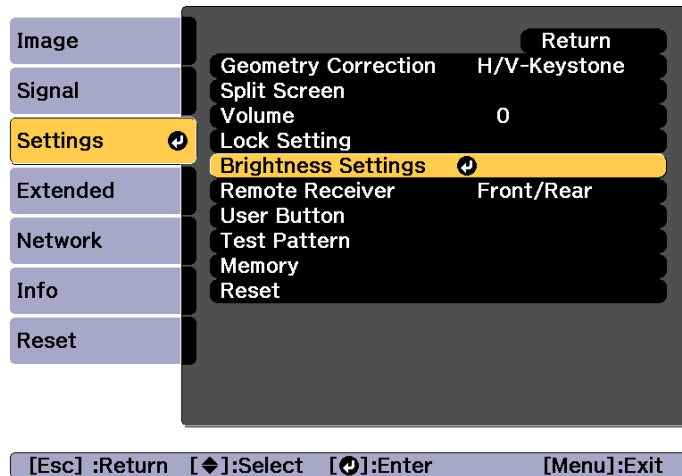 Image
Signal
Settings
Extended
Network
Info
Reset
Return
Geometry Correction H/V-Keystone
Split Screen
Volume 0
Lock Setting
Brightness Settings
Remote Receiver Front/Rear
User Button
Test Pattern
Memory
Reset
[Esc] :Return [◆]:Select [↵]:Enter [Menu]:Exit